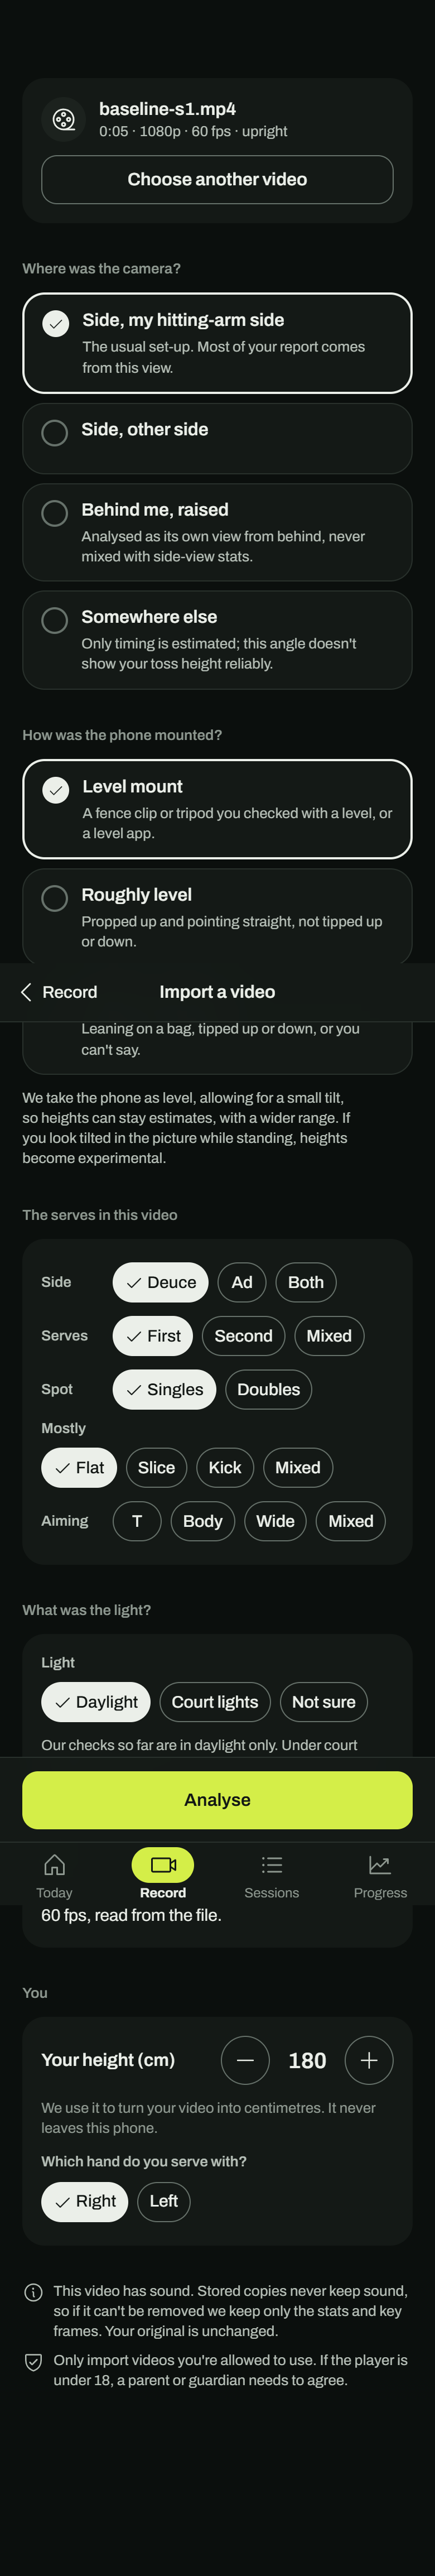 baseline-s1.mp4
0:05 · 1080p · 60 fps · upright
Choose another video
Where was the camera?
Side, my hitting-arm side
The usual set-up. Most of your report comes
from this view.
Side, other side
Behind me, raised
Analysed as its own view from behind, never
mixed with side-view stats.
Somewhere else
Only timing is estimated; this angle doesn't
show your toss height reliably.
How was the phone mounted?
Level mount
A fence clip or tripod you checked with a level, or
a level app.
Roughly level
Propped up and pointing straight, not tipped up
or down.
Record Import a video
Leaning on a bag, tipped up or down, or you
can't say.
We take the phone as level, allowing for a small tilt,
so heights can stay estimates, with a wider range. If
you look tilted in the picture while standing, heights
become experimental.
The serves in this video
Side Deuce Ad Both
Serves First Second Mixed
Spot Singles Doubles
Mostly
Flat Slice Kick Mixed
Aiming T Body Wide Mixed
What was the light?
Light
Daylight Court lights Not sure
Our checks so far are in daylight only. Under court
Analyse
Today Record Sessions Progress
60 fps, read from the file.
You
Your height (cm) 180
We use it to turn your video into centimetres. It never
leaves this phone.
Which hand do you serve with?
Right Left
This video has sound. Stored copies never keep sound,
so if it can't be removed we keep only the stats and key
frames. Your original is unchanged.
Only import videos you're allowed to use. If the player is
under 18, a parent or guardian needs to agree.